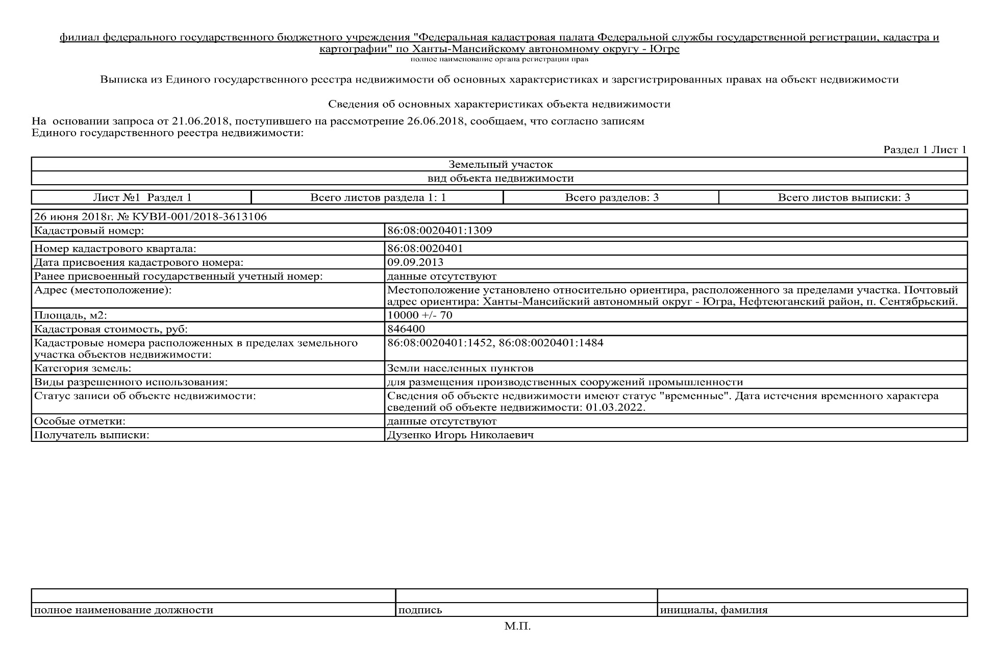 филиал федерального государственного бюджетного учреждения "Федеральная кадастровая палата Федеральной службы государственной регистрации, кадастра и
картографии" по Ханты-Мансийскому автономному округу - Югре
полное наименование органа регистрации прав
Выписка из Единого государственного реестра недвижимости об основных характеристиках и зарегистрированных правах на объект недвижимости
Сведения об основных характеристиках объекта недвижимости
На основании запроса от 21.06.2018, поступившего на рассмотрение 26.06.2018, сообщаем, что согласно записям
Единого государственного реестра недвижимости:
Раздел 1 Лист 1
Земельный участок
вид объекта недвижимости
Лист №1 Раздел 1 Всего листов раздела 1: 1 Всего разделов: 3 Всего листов выписки: 3
26 июня 2018г. № КУВИ-001/2018-3613106
Кадастровый номер: 86:08:0020401:1309
Номер кадастрового квартала: 86:08:0020401
Дата присвоения кадастрового номера: 09.09.2013
Ранее присвоенный государственный учетный номер: данные отсутствуют
Адрес (местоположение): Местоположение установлено относительно ориентира, расположенного за пределами участка. Почтовый
адрес ориентира: Ханты-Мансийский автономный округ - Югра, Нефтеюганский район, п. Сентябрьский.
Площадь, м2: 10000 +/- 70
Кадастровая стоимость, руб: 846400
Кадастровые номера расположенных в пределах земельного 86:08:0020401:1452, 86:08:0020401:1484
участка объектов недвижимости:
Категория земель: Земли населенных пунктов
Виды разрешенного использования: для размещения производственных сооружений промышленности
Статус записи об объекте недвижимости: Сведения об объекте недвижимости имеют статус "временные". Дата истечения временного характера
сведений об объекте недвижимости: 01.03.2022.
Особые отметки: данные отсутствуют
Получатель выписки: Дузенко Игорь Николаевич
полное наименование должности подпись инициалы, фамилия
М.П.